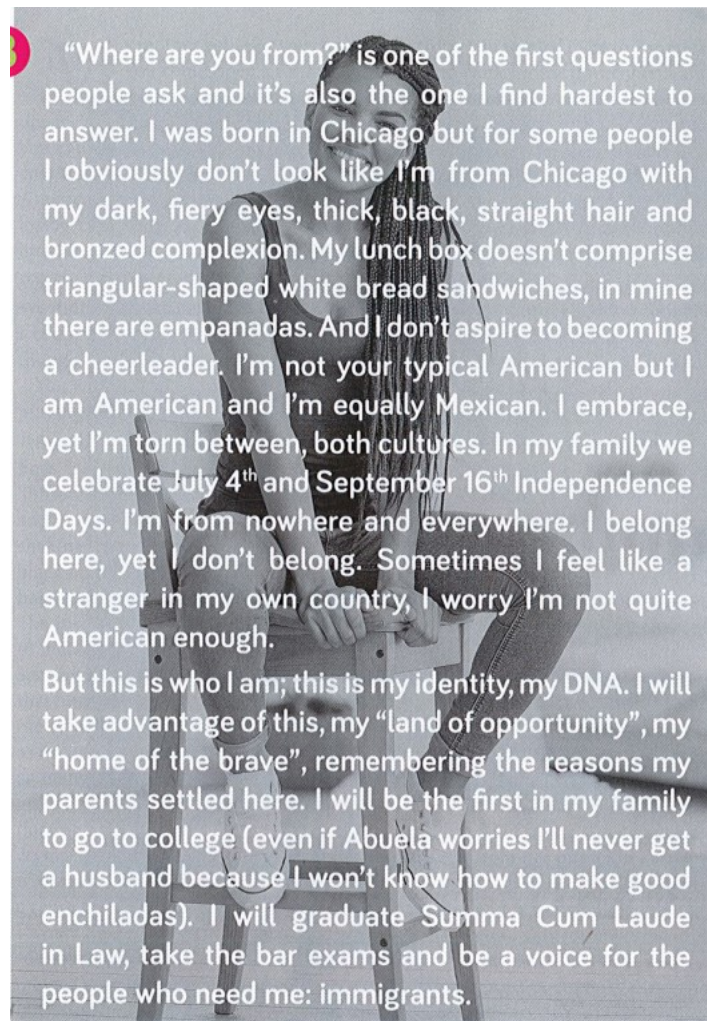 “Where are you from?” is one of the first questions
people ask and it’s also the one I find hardest to
answer. I was born in Chicago but for some people
I obviously don’t look like I’m from Chicago with
my dark, fiery eyes, thick, black, straight hair and
bronzed complexion. My lunch box doesn’t comprise
triangular-shaped white bread sandwiches, in mine
there are empanadas. And I don’t aspire to becoming
a cheerleader. I’m not your typical American but I
am American and I’m equally Mexican. I embrace,
yet I’m torn between, both cultures. In my family we
celebrate July 4th and September 16th Independence
Days. I’m from nowhere and everywhere. I belong
here, yet I don’t belong. Sometimes I feel like a
stranger in my own country, I worry I’m not quite
American enough.
But this is who I am; this is my identity, my DNA. I will
take advantage of this, my “land of opportunity”, my
“home of the brave”, remembering the reasons my
parents settled here. I will be the first in my family
to go to college (even if Abuela worries I’ll never get
a husband because I won’t know how to make good
enchiladas). I will graduate Summa Cum Laude
in Law, take the bar exams and be a voice for the
people who need me: immigrants.